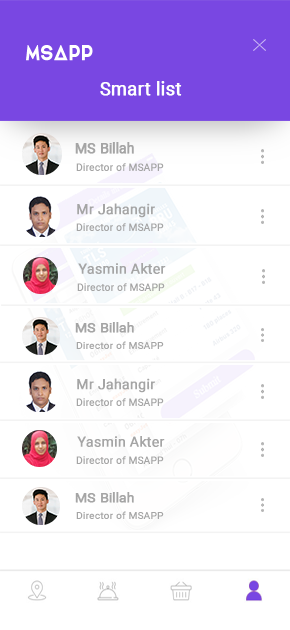 MSAPP
Smart list
MS Billah
Director of MSAPP
Mr Jahangir
Director of MSAPP
Yasmin Akter
Director of MSAPP
MS Billah
Director of MSAPP
Mr Jahangir
Director of MSAPP
Yasmin Akter
Director of MSAPP
MS Billah
Director of MSAPP